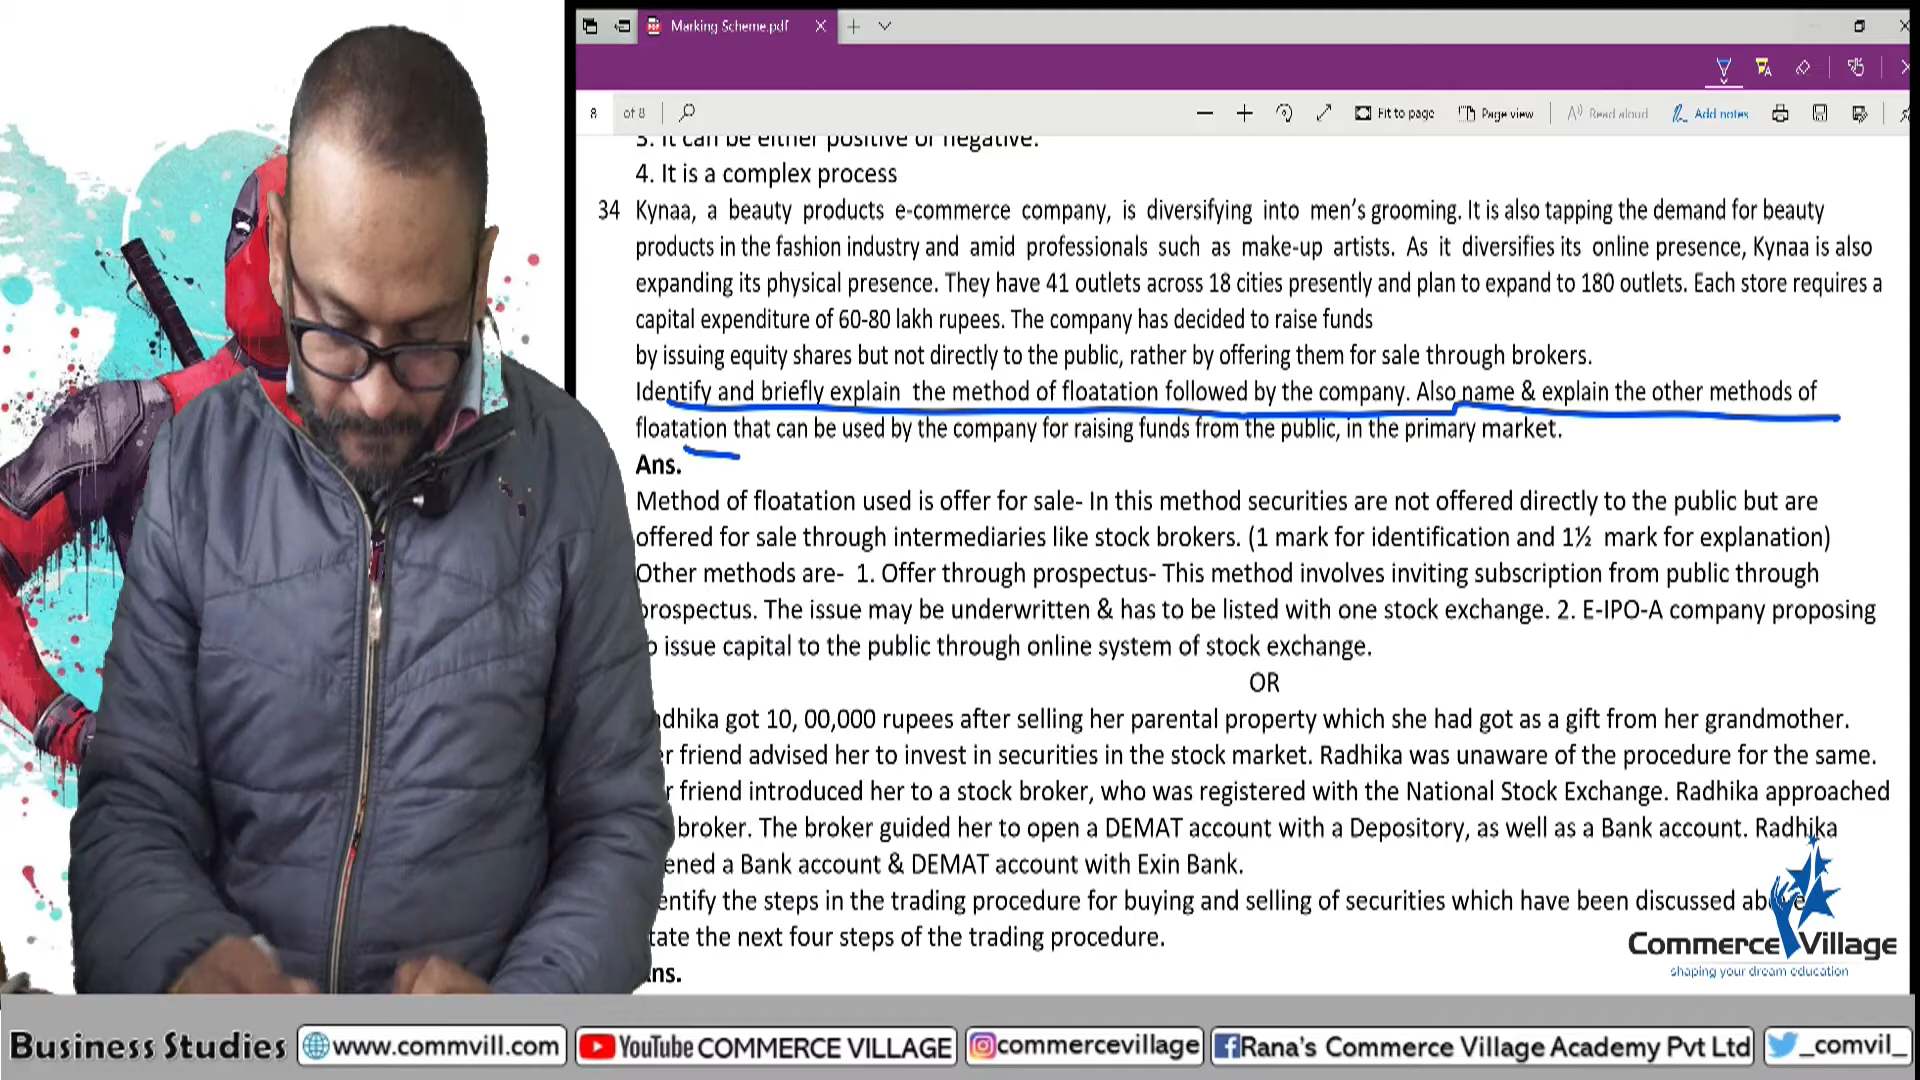 Marking Scheme.pdf
8 of 8
Fit to page
Page view
Read aloud
Add notes
3. It can be either positive or negative.
4. It is a complex process
34 Kynaa, a beauty products e-commerce company, is diversifying into men's grooming. It is also tapping the demand for beauty
products in the fashion industry and amid professionals such as make-up artists. As it diversifies its online presence, Kynaa is also
expanding its physical presence. They have 41 outlets across 18 cities presently and plan to expand to 180 outlets. Each store requires a
capital expenditure of 60-80 lakh rupees. The company has decided to raise funds
by issuing equity shares but not directly to the public, rather by offering them for sale through brokers.
Identify and briefly explain the method of floatation followed by the company. Also name & explain the other methods of
floatation that can be used by the company for raising funds from the public, in the primary market.
Ans.
Method of floatation used is offer for sale- In this method securities are not offered directly to the public but are
offered for sale through intermediaries like stock brokers. (1 mark for identification and 1½ mark for explanation)
Other methods are- 1. Offer through prospectus- This method involves inviting subscription from public through
prospectus. The issue may be underwritten & has to be listed with one stock exchange. 2. E-IPO-A company proposing
issue capital to the public through online system of stock exchange.
OR
dhika got 10, 00,000 rupees after selling her parental property which she had got as a gift from her grandmother.
r friend advised her to invest in securities in the stock market. Radhika was unaware of the procedure for the same.
r friend introduced her to a stock broker, who was registered with the National Stock Exchange. Radhika approached
broker. The broker guided her to open a DEMAT account with a Depository, as well as a Bank account. Radhika
ened a Bank account & DEMAT account with Exin Bank.
entify the steps in the trading procedure for buying and selling of securities which have been discussed above
tate the next four steps of the trading procedure.
ns.
Commerce Village
shaping your dream education
Business Studies
www.commvill.com
YouTube COMMERCE VILLAGE
commercevillage
Rana's Commerce Village Academy Pvt Ltd
_comvil_